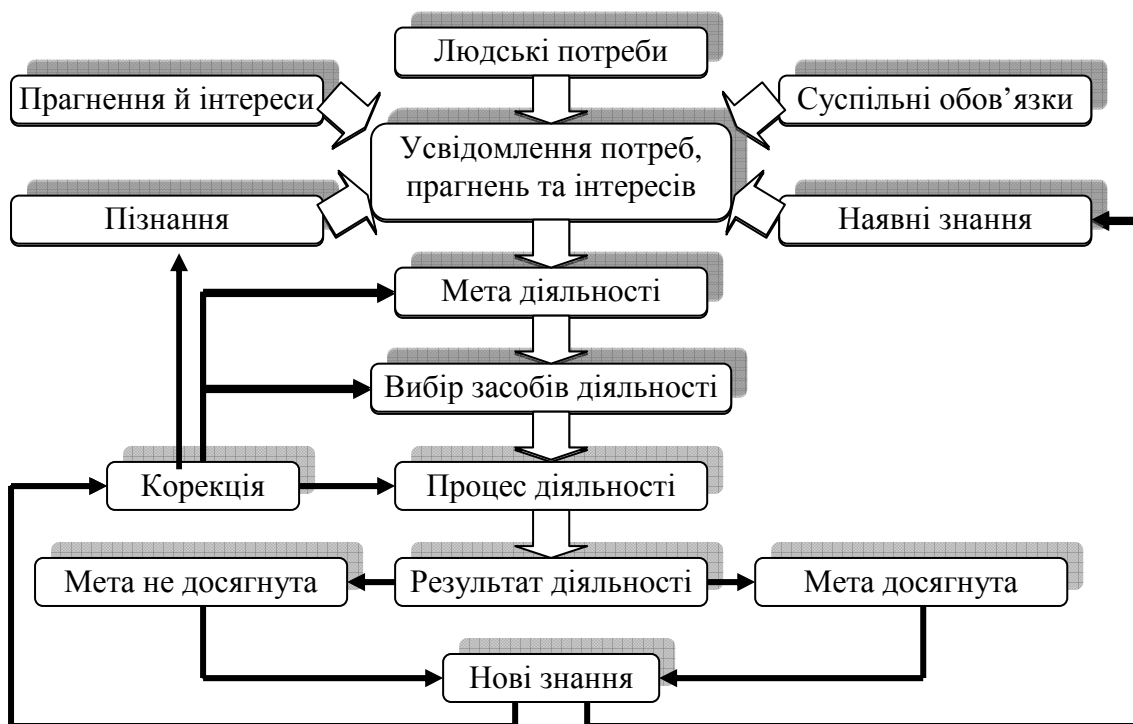 Людські потреби
Прагнення й інтереси
Суспільні обов’язки
Усвідомлення потреб,
прагнень та інтересів
Пізнання
Наявні знання
Мета діяльності
Вибір засобів діяльності
Корекція
Процес діяльності
Мета не досягнута
Результат діяльності
Мета досягнута
Нові знання